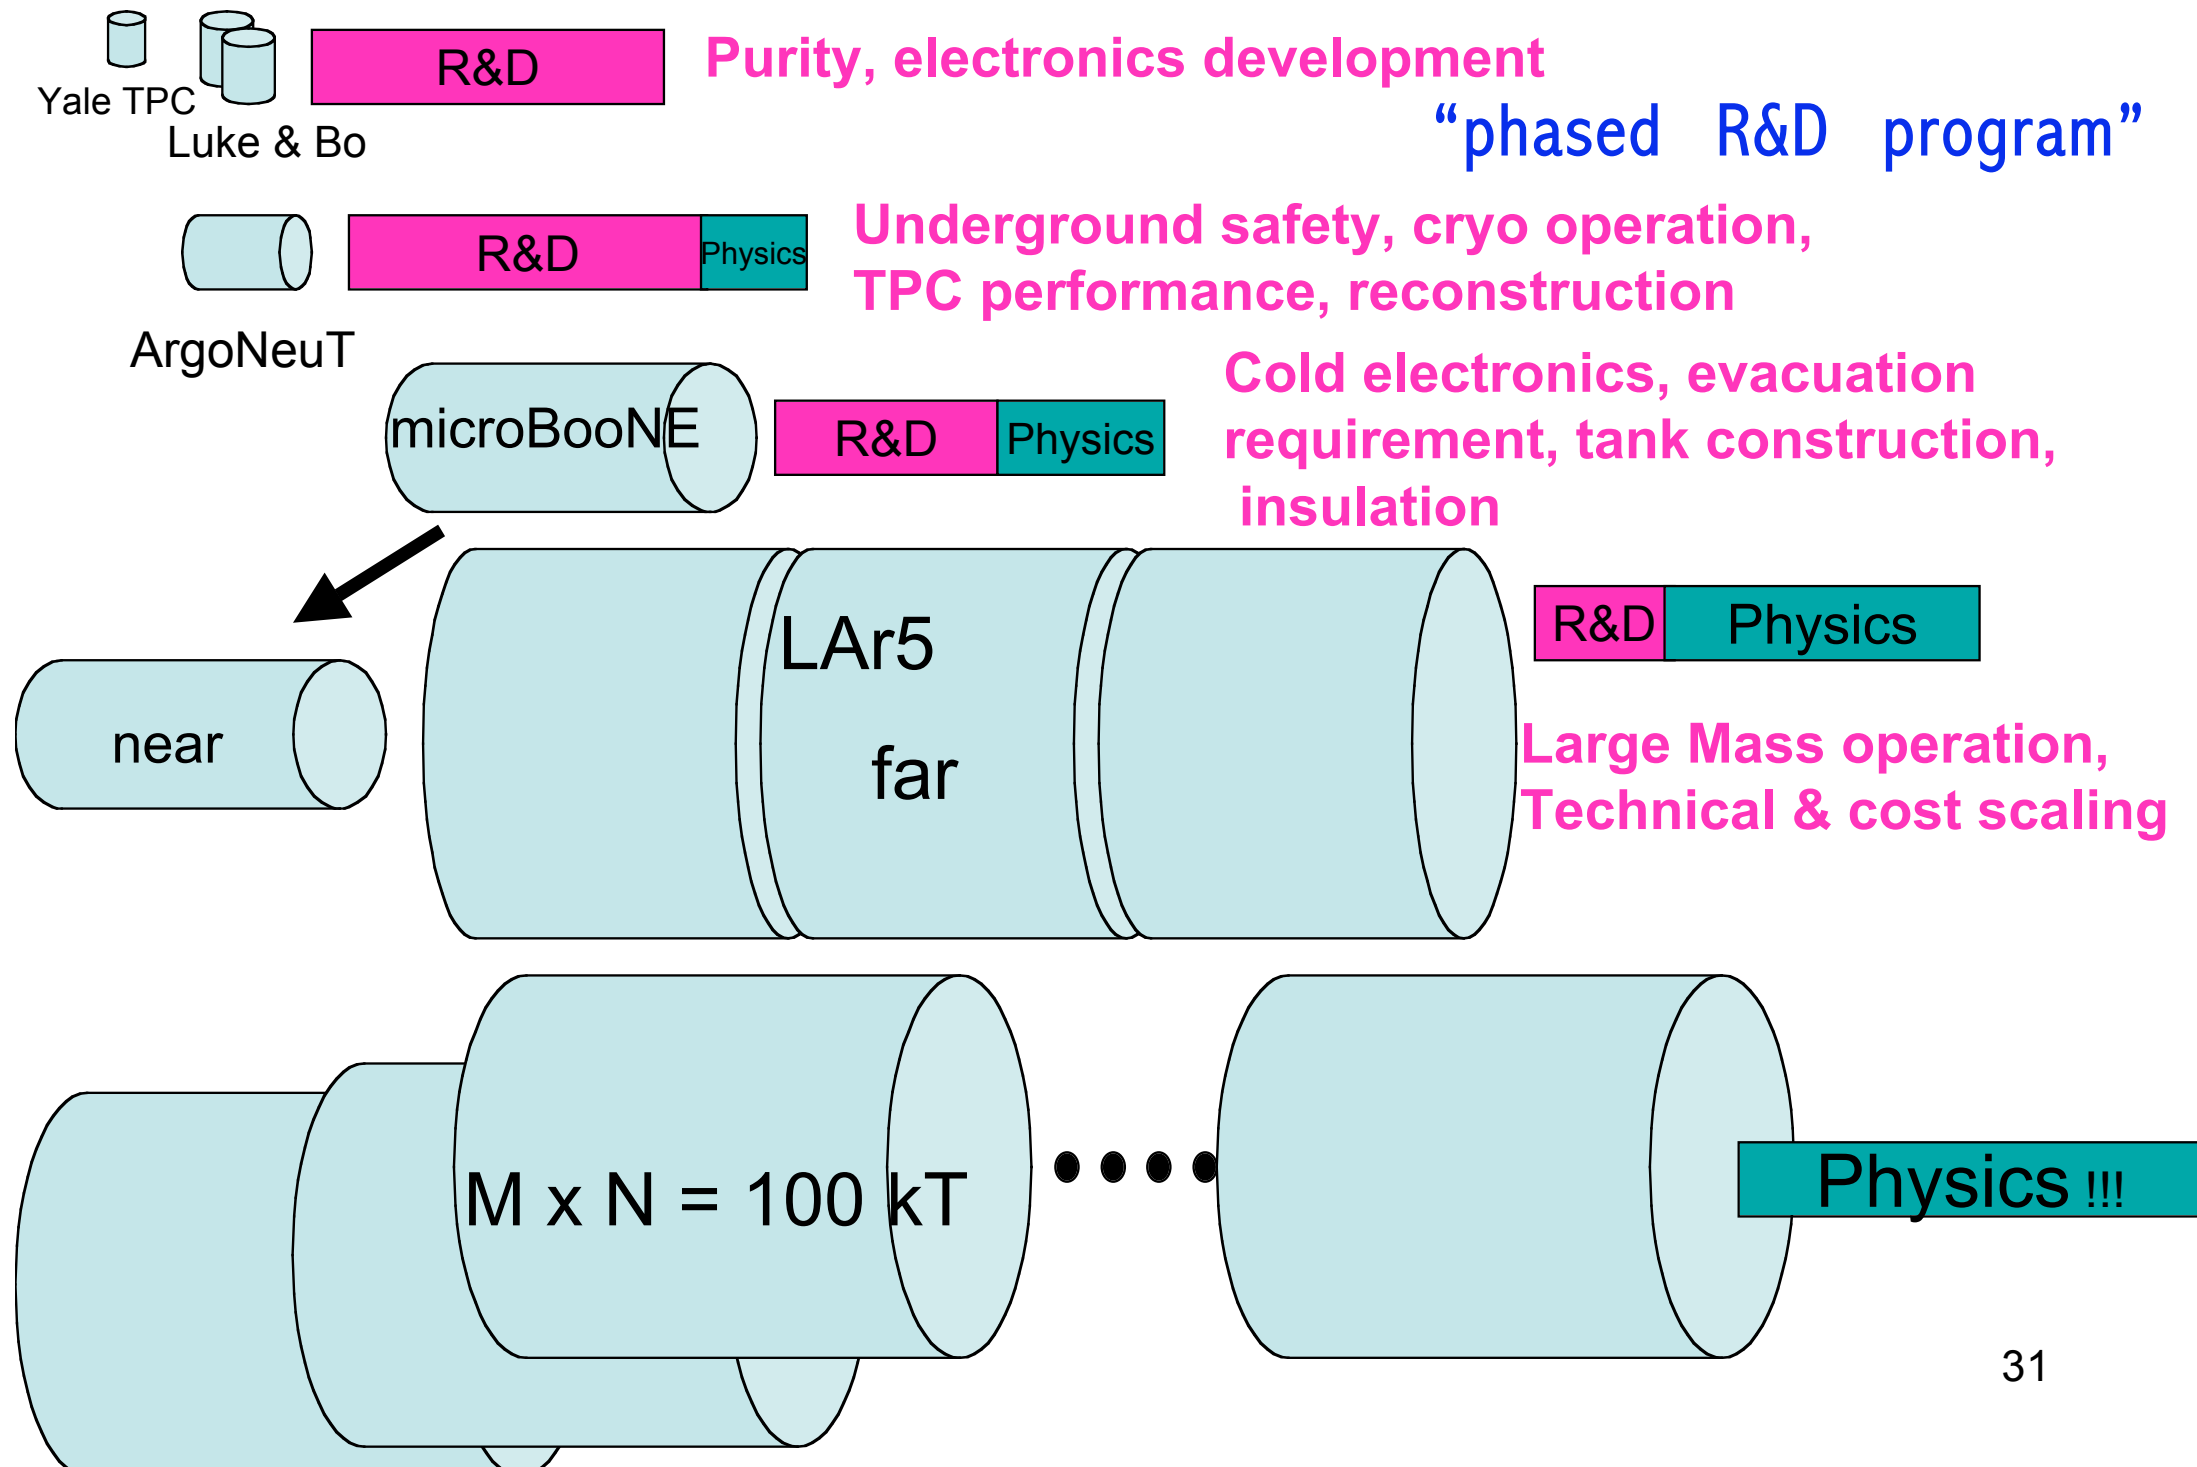 Yale TPC
Luke & Bo
R&D
Purity, electronics development
“phased R&D program”
ArgoNeuT
R&D
Physics
Underground safety, cryo operation,
TPC performance, reconstruction
microBooNE
R&D
Physics
Cold electronics, evacuation
requirement, tank construction,
insulation
near
LAr5
far
R&D
Physics
Large Mass operation,
Technical & cost scaling
M x N = 100 kT
Physics !!!
31